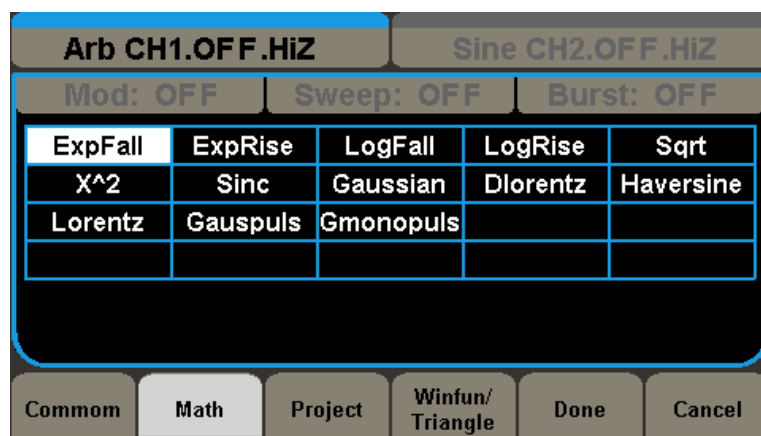 Arb CH1.OFF.HiZ Sine CH2.OFF.HiZ
Mod: OFF Sweep: OFF Burst: OFF
ExpFall ExpRise LogFall LogRise Sqrt
X^2 Sinc Gaussian Dlorentz Haversine
Lorentz Gauspuls Gmonopuls
Commom Math Project Winfun/ Triangle Done Cancel